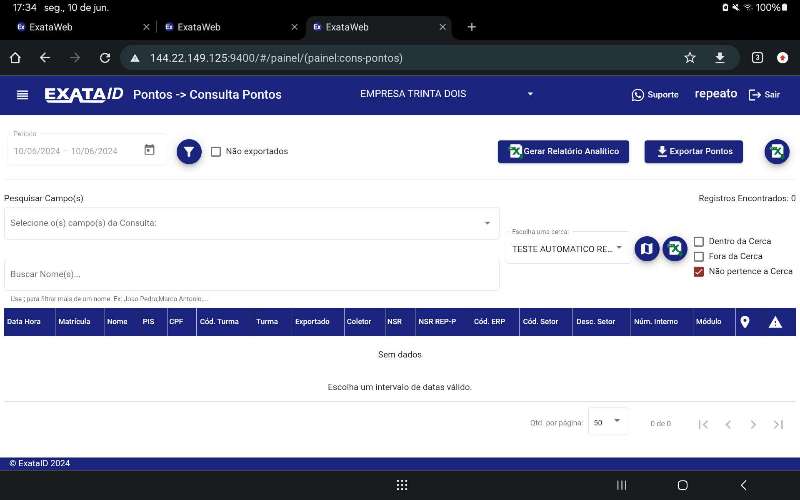 17:34 seg., 10 de jun. 100%
ExataWeb ExataWeb ExataWeb
144.22.149.125:9400/#/painel/(painel:cons-pontos) 3
EXATAID Pontos -> Consulta Pontos EMPRESA TRINTA DOIS Suporte repeato Sair
Período
10/06/2024 – 10/06/2024 Não exportados Gerar Relatório Analítico Exportar Pontos
Pesquisar Campo(s) Registros Encontrados: 0
Selecione o(s) campo(s) da Consulta:
Escolha uma cerca:
TESTE AUTOMATICO RE...
Dentro da Cerca
Fora da Cerca
Não pertence a Cerca
Buscar Nome(s)...
Use ; para filtrar mais de um nome. Ex: Joao Pedro;Marco Antonio;...
Data Hora Matrícula Nome PIS CPF Cód. Turma Turma Exportado Coletor NSR NSR REP-P Cód. ERP Cód. Setor Desc. Setor Núm. Interno Módulo
Sem dados
Escolha um intervalo de datas válido.
Qtd. por página: 50 0 de 0
© ExataID 2024